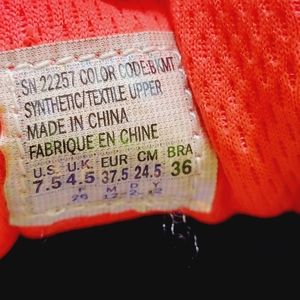 SN 22257 COLOR CODE:BKMT
SYNTHETIC/TEXTILE UPPER
MADE IN CHINA
FABRIQUE EN CHINE
U.S. U.K. EUR CM BRA
7.5 4.5 37.5 24.5 36
F M D Y